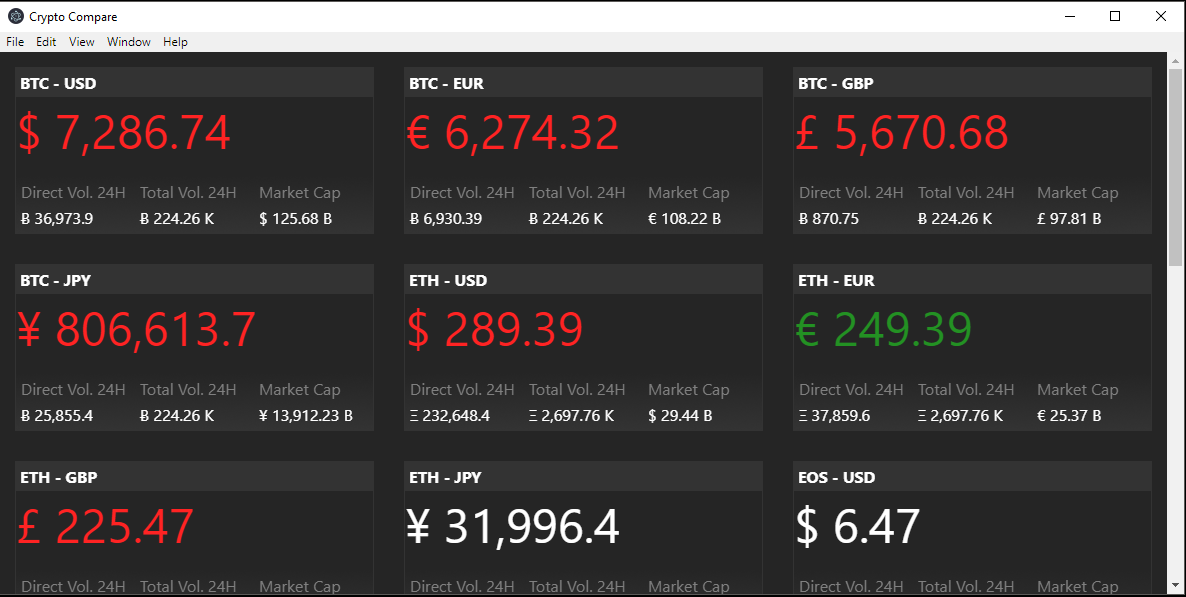 Crypto Compare
File Edit View Window Help
BTC - USD
$ 7,286.74
Direct Vol. 24H Total Vol. 24H Market Cap
Ƀ 36,973.9 Ƀ 224.26 K $ 125.68 B
BTC - EUR
€ 6,274.32
Direct Vol. 24H Total Vol. 24H Market Cap
Ƀ 6,930.39 Ƀ 224.26 K € 108.22 B
BTC - GBP
£ 5,670.68
Direct Vol. 24H Total Vol. 24H Market Cap
Ƀ 870.75 Ƀ 224.26 K £ 97.81 B
BTC - JPY
¥ 806,613.7
Direct Vol. 24H Total Vol. 24H Market Cap
Ƀ 25,855.4 Ƀ 224.26 K ¥ 13,912.23 B
ETH - USD
$ 289.39
Direct Vol. 24H Total Vol. 24H Market Cap
Ξ 232,648.4 Ξ 2,697.76 K $ 29.44 B
ETH - EUR
€ 249.39
Direct Vol. 24H Total Vol. 24H Market Cap
Ξ 37,859.6 Ξ 2,697.76 K € 25.37 B
ETH - GBP
£ 225.47
Direct Vol. 24H Total Vol. 24H Market Cap
ETH - JPY
¥ 31,996.4
Direct Vol. 24H Total Vol. 24H Market Cap
EOS - USD
$ 6.47
Direct Vol. 24H Total Vol. 24H Market Cap